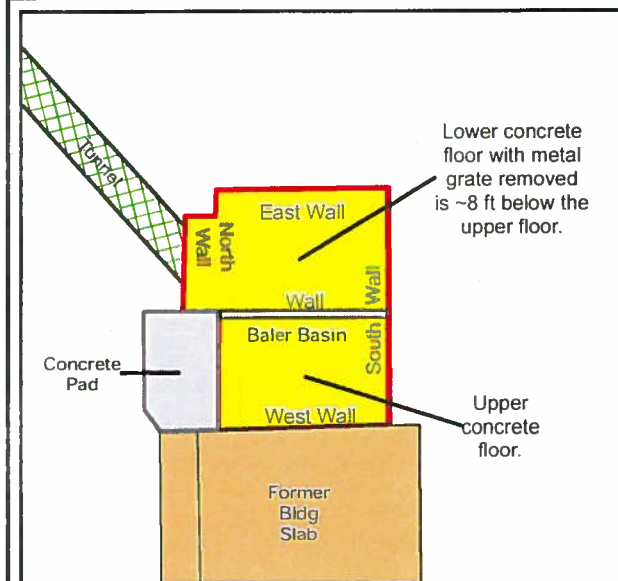 Tunnel
Lower concrete
floor with metal
grate removed
is ~8 ft below the
upper floor.
East Wall
North
Wall
Wall
South Wall
Baler Basin
Concrete
Pad
West Wall
Upper
concrete
floor.
Former
Bldg
Slab